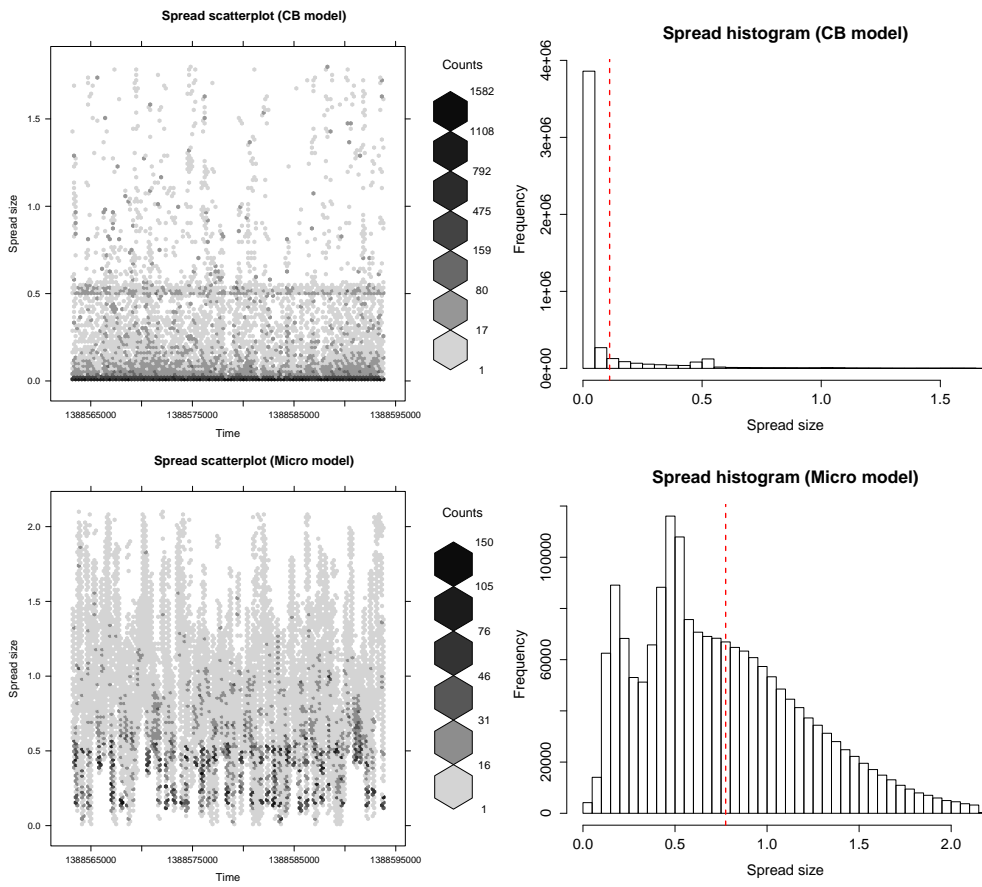 Spread scatterplot (CB model)
Spread size
0.0
0.5
1.0
1.5
1388565000 1388575000 1388585000 1388595000
Time
Counts
1582
1108
792
475
159
80
17
1
Spread histogram (CB model)
Frequency
0e+00
1e+06
2e+06
3e+06
4e+06
0.0 0.5 1.0 1.5
Spread size
Spread scatterplot (Micro model)
Spread size
0.0
0.5
1.0
1.5
2.0
1388565000 1388575000 1388585000 1388595000
Time
Counts
150
105
76
46
31
16
1
Spread histogram (Micro model)
Frequency
0
20000
60000
100000
0.0 0.5 1.0 1.5 2.0
Spread size